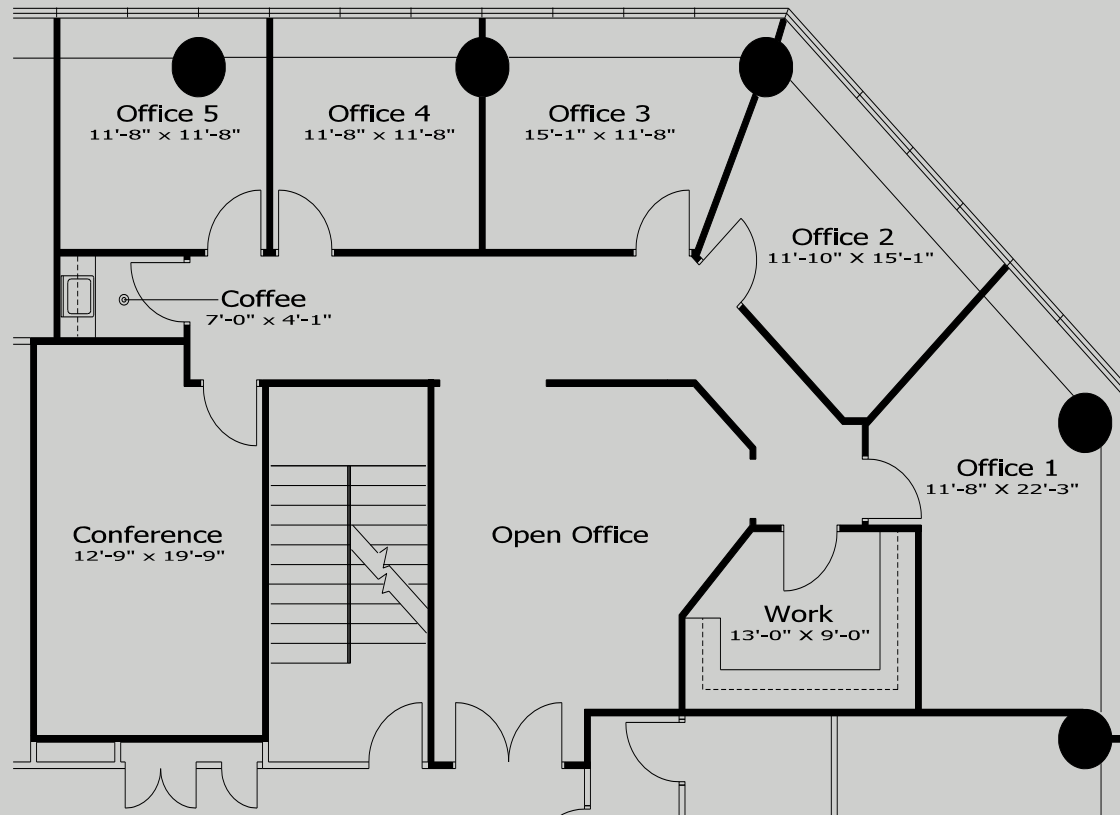 Office 5
11'-8" x 11'-8"
Office 4
11'-8" x 11'-8"
Office 3
15'-1" x 11'-8"
Office 2
11'-10" X 15'-1"
Coffee
7'-0" x 4'-1"
Office 1
11'-8" X 22'-3"
Conference
12'-9" x 19'-9"
Open Office
Work
13'-0" X 9'-0"